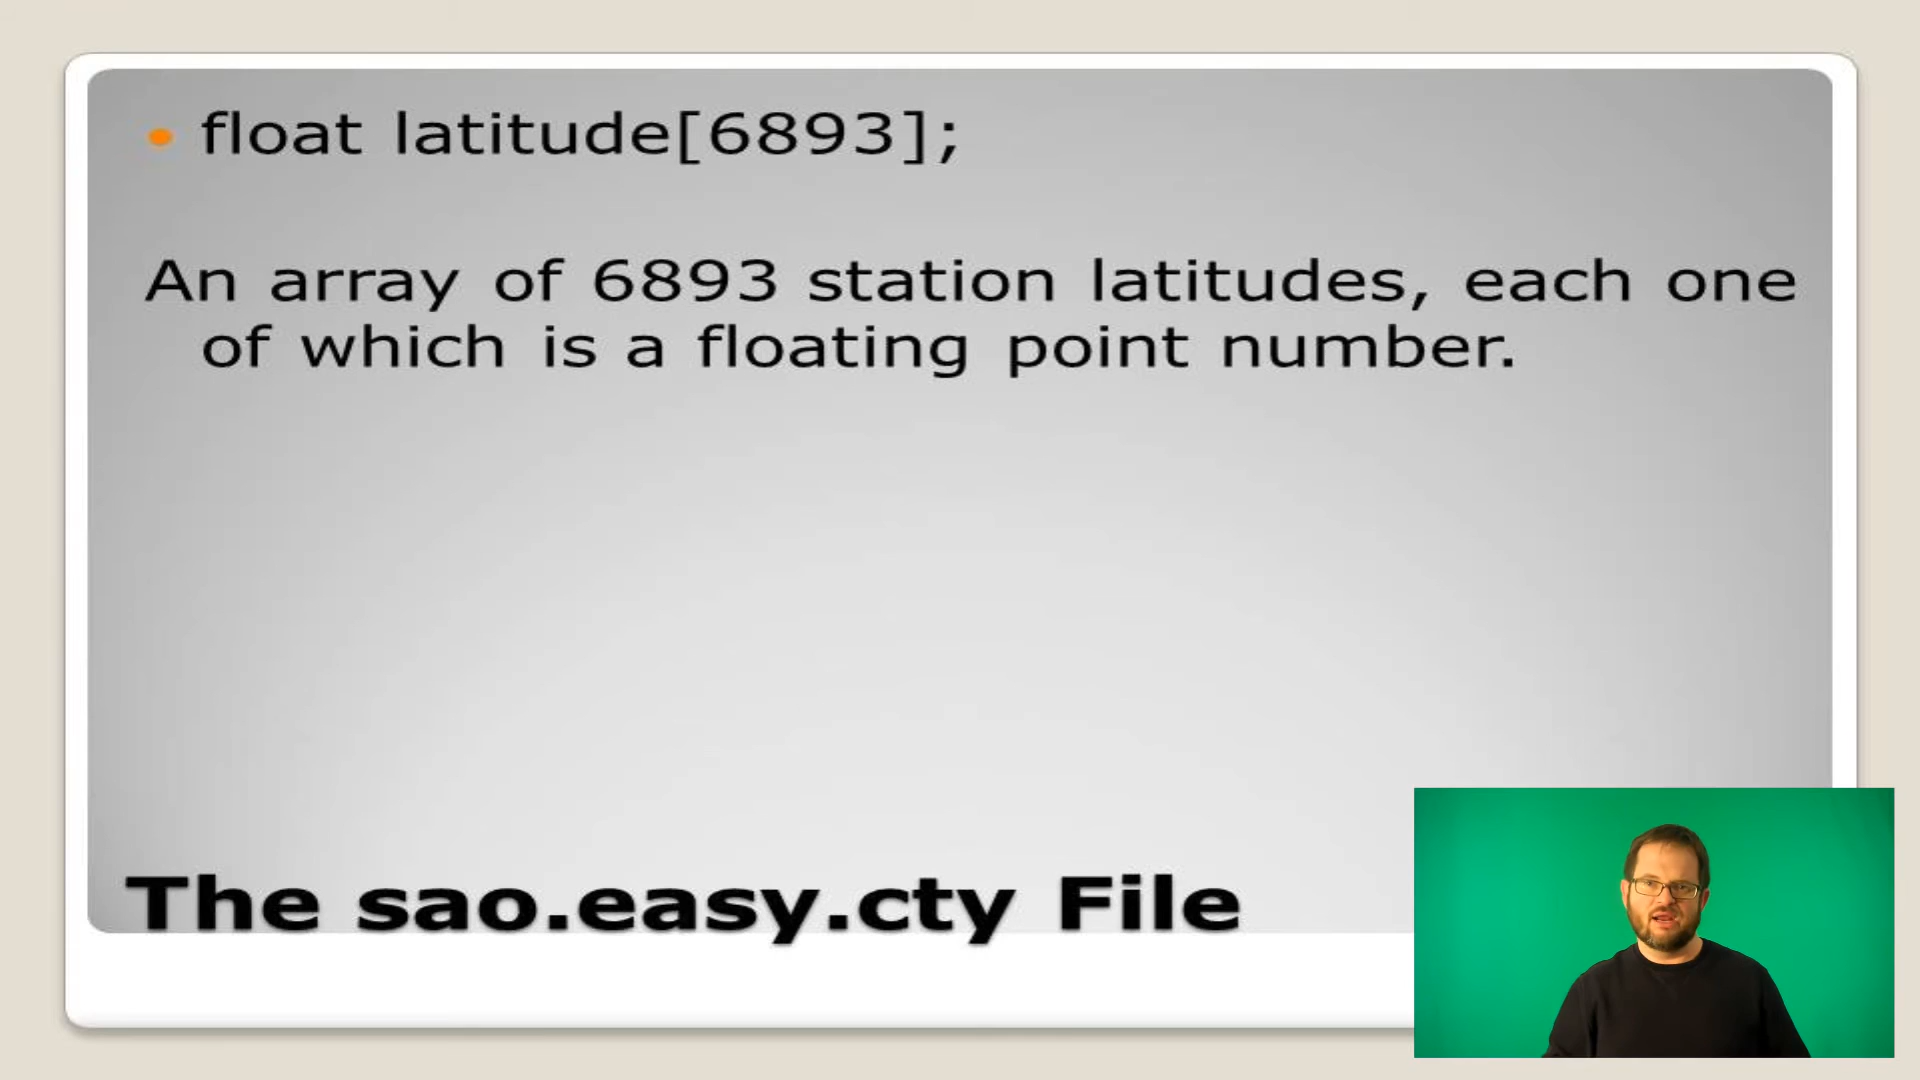 float latitude[6893];
An array of 6893 station latitudes, each one
of which is a floating point number.
The sao.easy.cty File